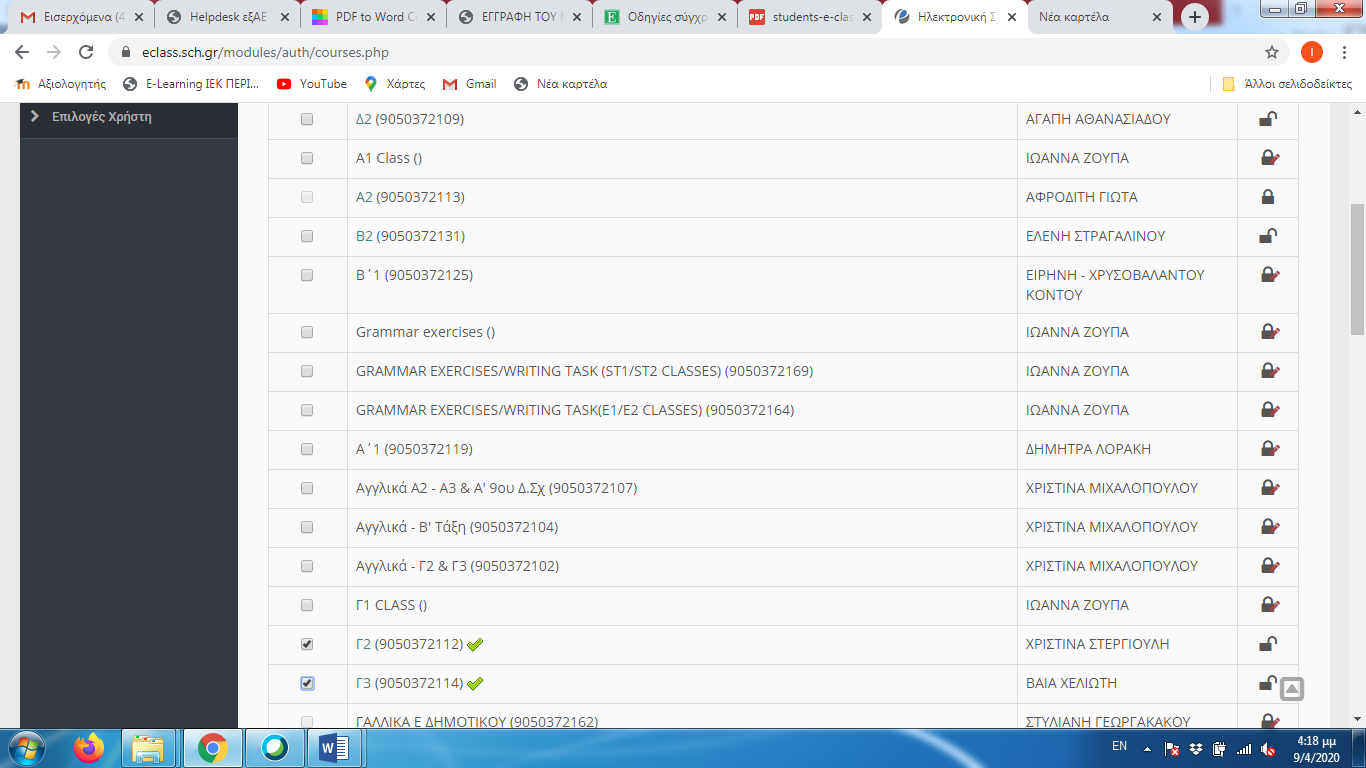 Εισερχόμενα (4
Helpdesk εξΑΕ
PDF to Word Co
ΕΓΓΡΑΦΗ ΤΟΥ
Οδηγίες σύγχρ
students-e-clas
Ηλεκτρονική Σχ
Νέα καρτέλα
eclass.sch.gr/modules/auth/courses.php
Ι
Αξιολογητής
E-Learning ΙΕΚ ΠΕΡΙ...
YouTube
Χάρτες
Gmail
Νέα καρτέλα
Άλλοι σελιδοδείκτες
Επιλογές Χρήστη
Δ2 (9050372109) ΑΓΑΠΗ ΑΘΑΝΑΣΙΑΔΟΥ
A1 Class () ΙΩΑΝΝΑ ΖΟΥΠΑ
Α2 (9050372113) ΑΦΡΟΔΙΤΗ ΓΙΩΤΑ
Β2 (9050372131) ΕΛΕΝΗ ΣΤΡΑΓΑΛΙΝΟΥ
Β΄1 (9050372125) ΕΙΡΗΝΗ - ΧΡΥΣΟΒΑΛΑΝΤΟΥ
ΚΟΝΤΟΥ
Grammar exercises () ΙΩΑΝΝΑ ΖΟΥΠΑ
GRAMMAR EXERCISES/WRITING TASK (ST1/ST2 CLASSES) (9050372169) ΙΩΑΝΝΑ ΖΟΥΠΑ
GRAMMAR EXERCISES/WRITING TASK(E1/E2 CLASSES) (9050372164) ΙΩΑΝΝΑ ΖΟΥΠΑ
Α΄1 (9050372119) ΔΗΜΗΤΡΑ ΛΟΡΑΚΗ
Αγγλικά Α2 - Α3 & Α' 9ου Δ.Σχ (9050372107) ΧΡΙΣΤΙΝΑ ΜΙΧΑΛΟΠΟΥΛΟΥ
Αγγλικά - Β' Τάξη (9050372104) ΧΡΙΣΤΙΝΑ ΜΙΧΑΛΟΠΟΥΛΟΥ
Αγγλικά - Γ2 & Γ3 (9050372102) ΧΡΙΣΤΙΝΑ ΜΙΧΑΛΟΠΟΥΛΟΥ
Γ1 CLASS () ΙΩΑΝΝΑ ΖΟΥΠΑ
Γ2 (9050372112) ΧΡΙΣΤΙΝΑ ΣΤΕΡΓΙΟΥΛΗ
Γ3 (9050372114) ΒΑΙΑ ΧΕΛΙΩΤΗ
ΓΑΛΛΙΚΑ Ε ΔΗΜΟΤΙΚΟΥ (9050372162) ΣΤΥΛΙΑΝΗ ΓΕΩΡΓΑΚΑΚΟΥ
EN
4:18 μμ
9/4/2020